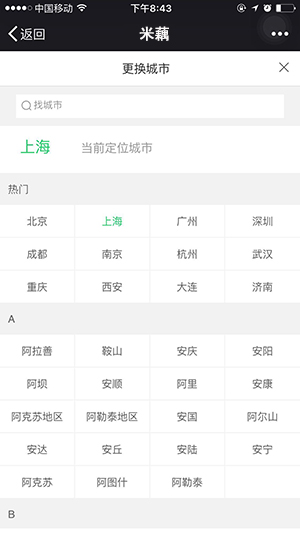 中国移动 下午8:43
返回 米藕
更换城市
找城市
上海 当前定位城市
热门
北京 上海 广州 深圳
成都 南京 杭州 武汉
重庆 西安 大连 济南
A
阿拉善 鞍山 安庆 安阳
阿坝 安顺 阿里 安康
阿克苏地区 阿勒泰地区 安国 阿尔山
安达 安丘 安陆 安宁
阿克苏 阿图什 阿勒泰
B